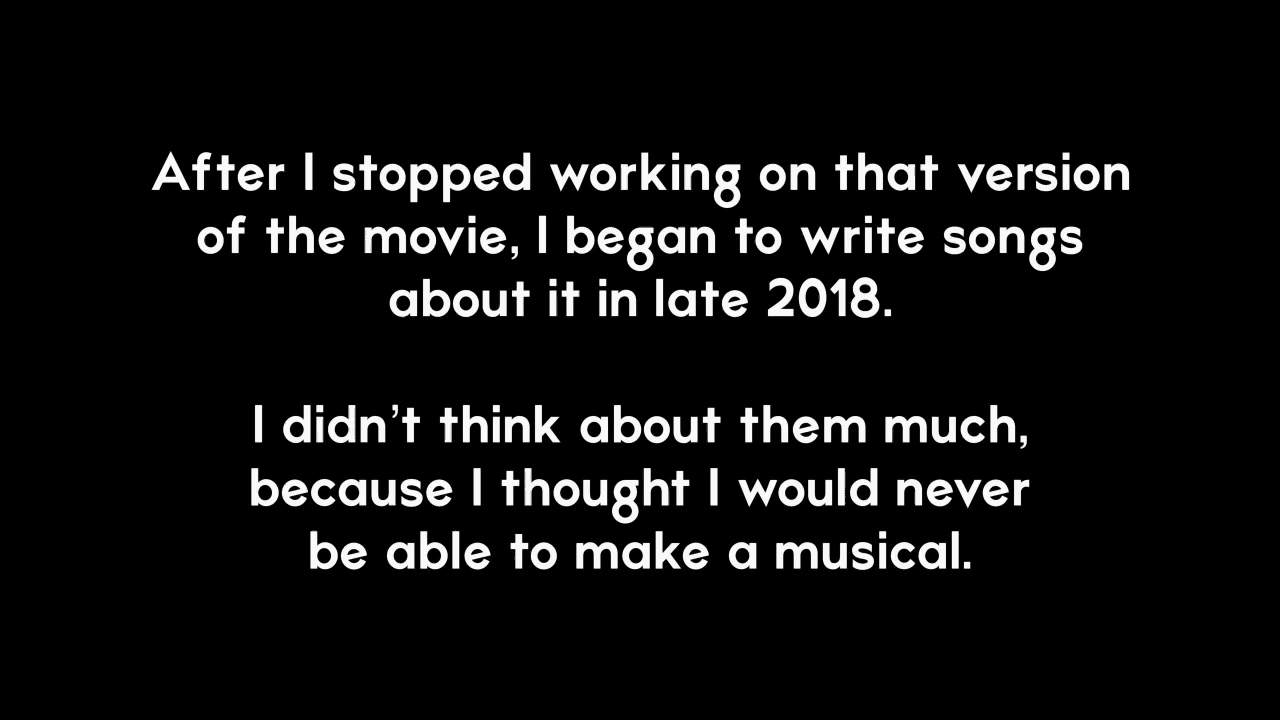 After I stopped working on that version
of the movie, I began to write songs
about it in late 2018.
I didn’t think about them much,
because I thought I would never
be able to make a musical.